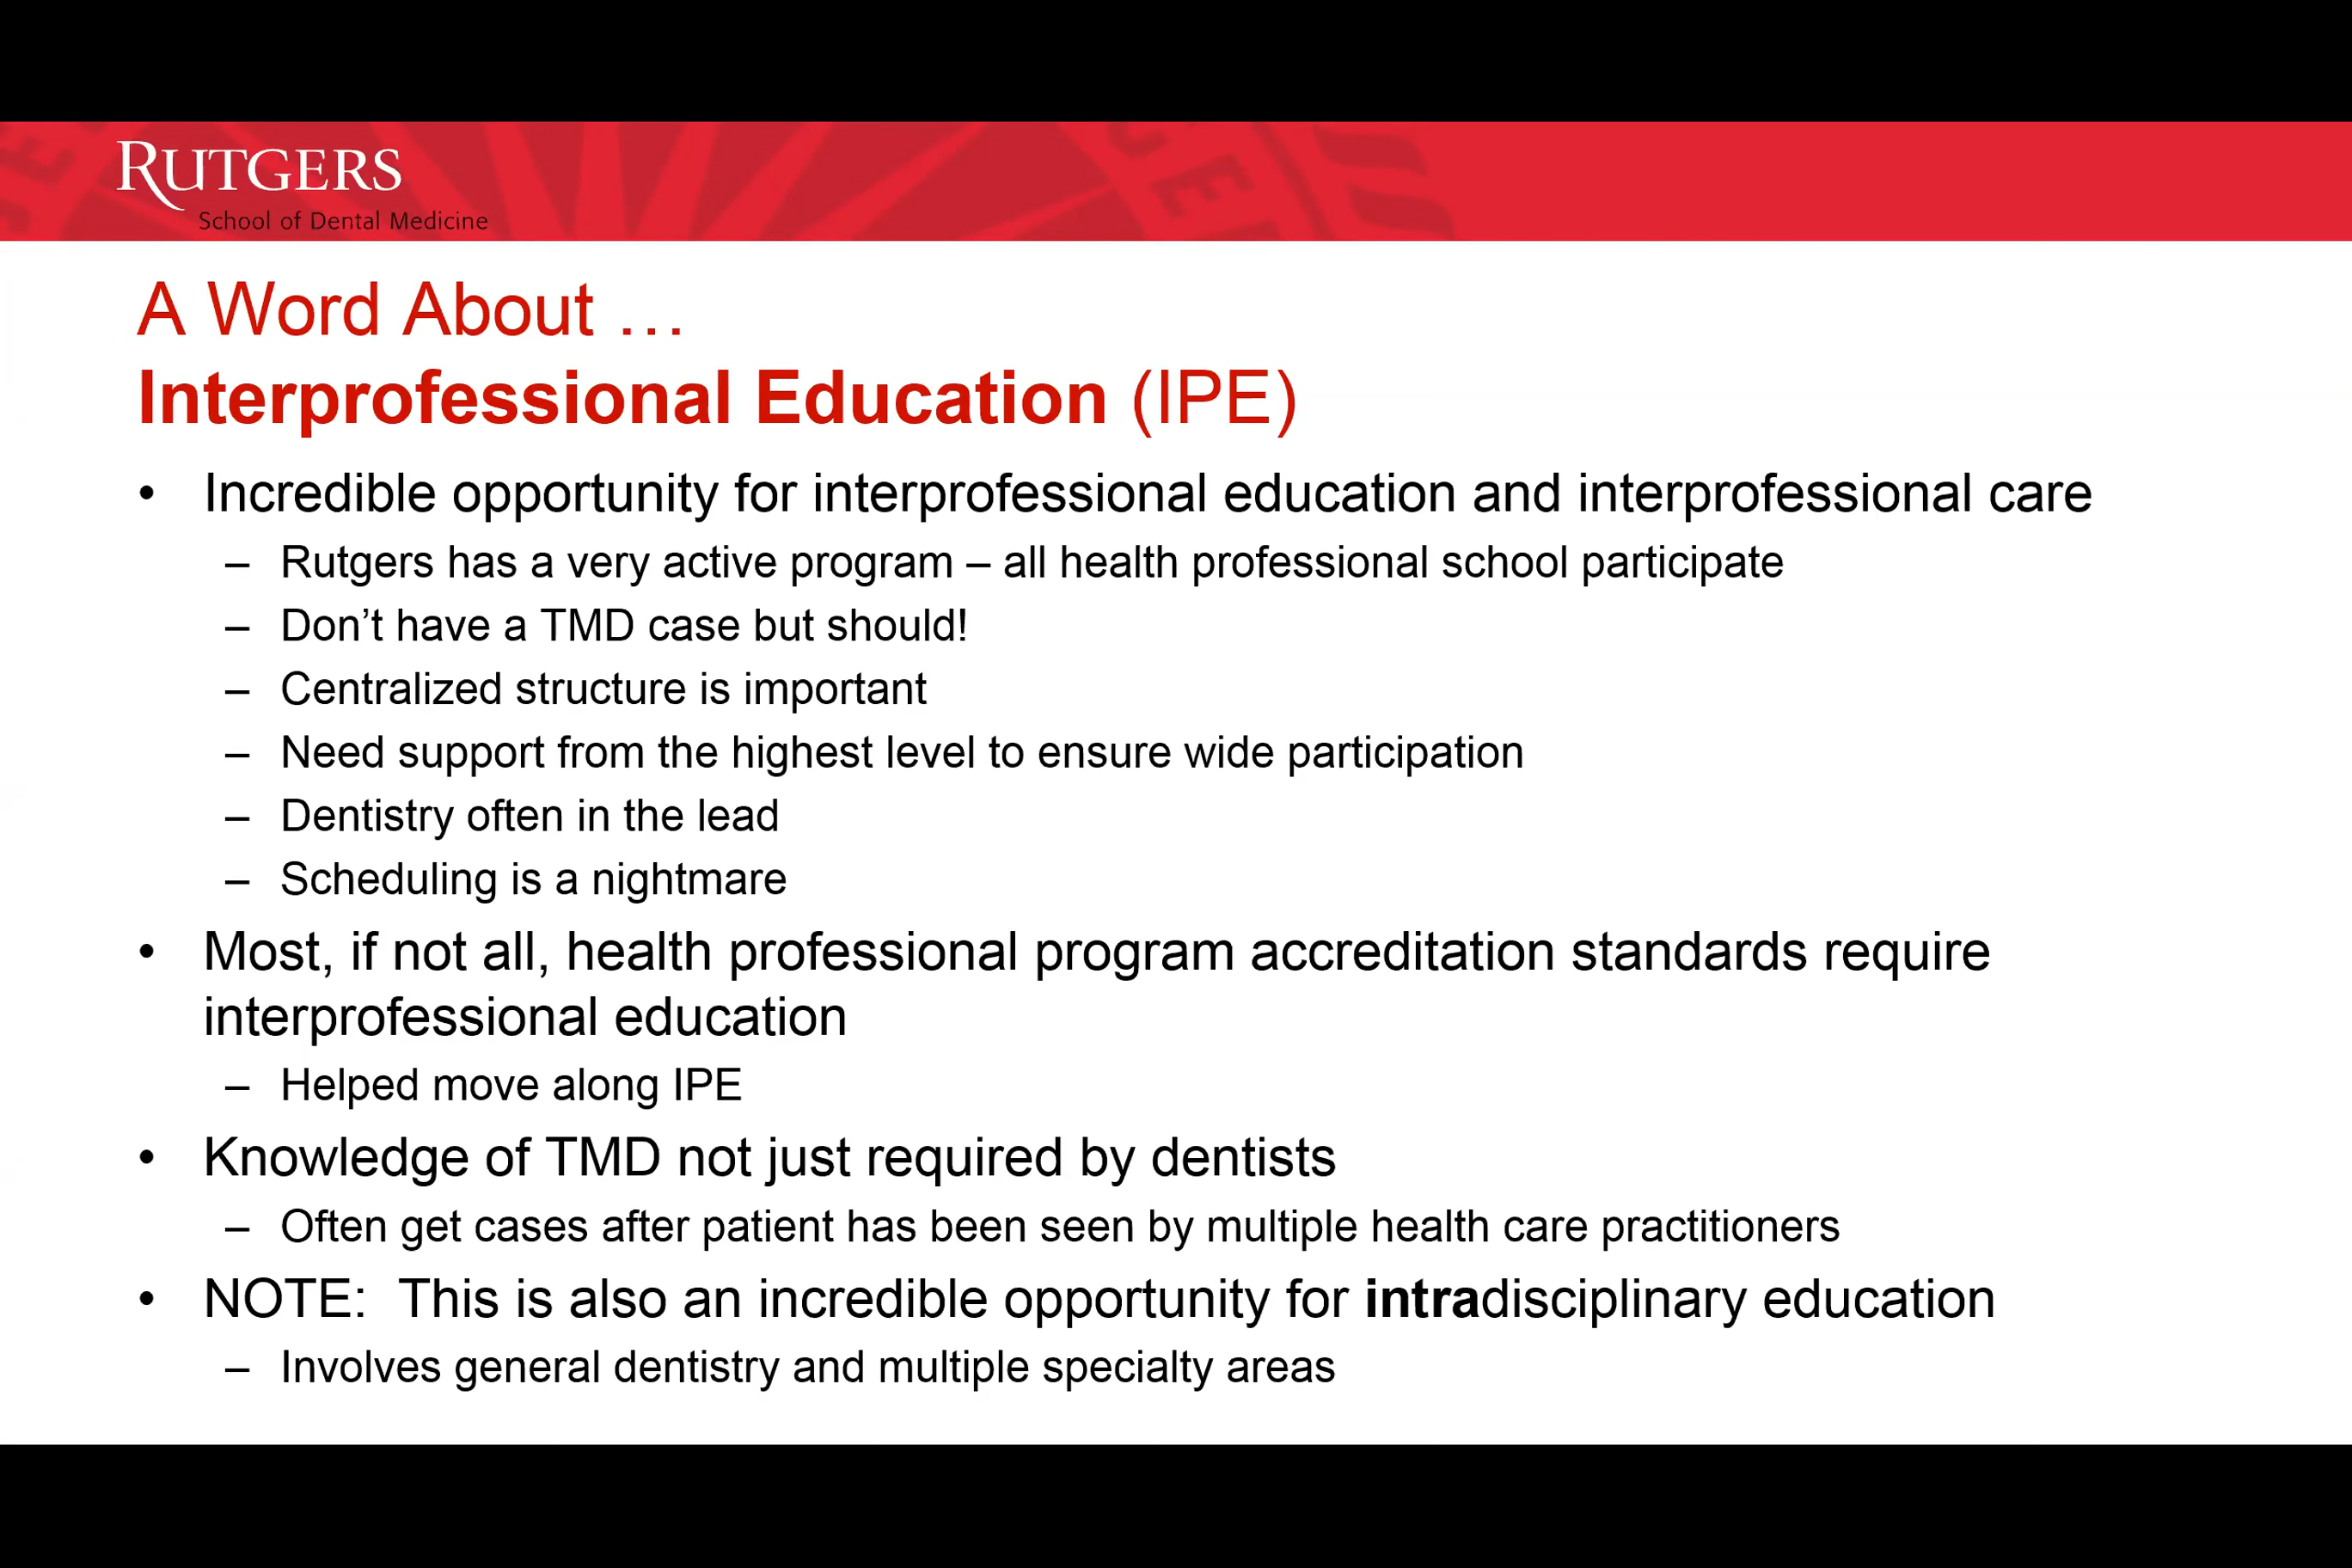 RUTGERS
School of Dental Medicine
A Word About …
Interprofessional Education (IPE)
• Incredible opportunity for interprofessional education and interprofessional care
– Rutgers has a very active program – all health professional school participate
– Don’t have a TMD case but should!
– Centralized structure is important
– Need support from the highest level to ensure wide participation
– Dentistry often in the lead
– Scheduling is a nightmare
• Most, if not all, health professional program accreditation standards require
interprofessional education
– Helped move along IPE
• Knowledge of TMD not just required by dentists
– Often get cases after patient has been seen by multiple health care practitioners
• NOTE:  This is also an incredible opportunity for intradisciplinary education
– Involves general dentistry and multiple specialty areas